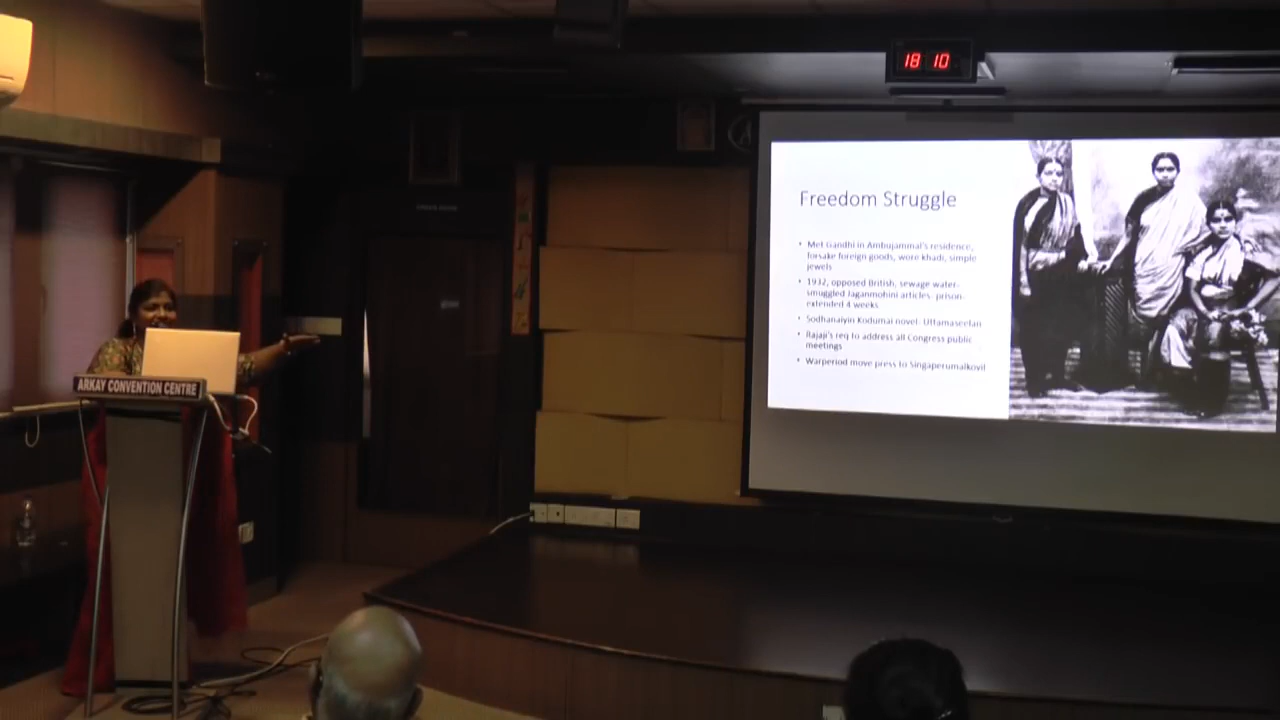 18 10
Freedom Struggle
• Met Gandhi in Ambujammal's residence,
forsake foreign goods, wore khadi, simple
jewels
• 1932, opposed British, sewage water-
smuggled Jaganmohini articles- prison-
extended 4 weeks
• Sodhanaiyin Kodumai novel- Uttamaseelan
• Rajaji's req to address all Congress public
meetings
• Warperiod move press to Singaperumalkovil
ARKAY CONVENTION CENTRE